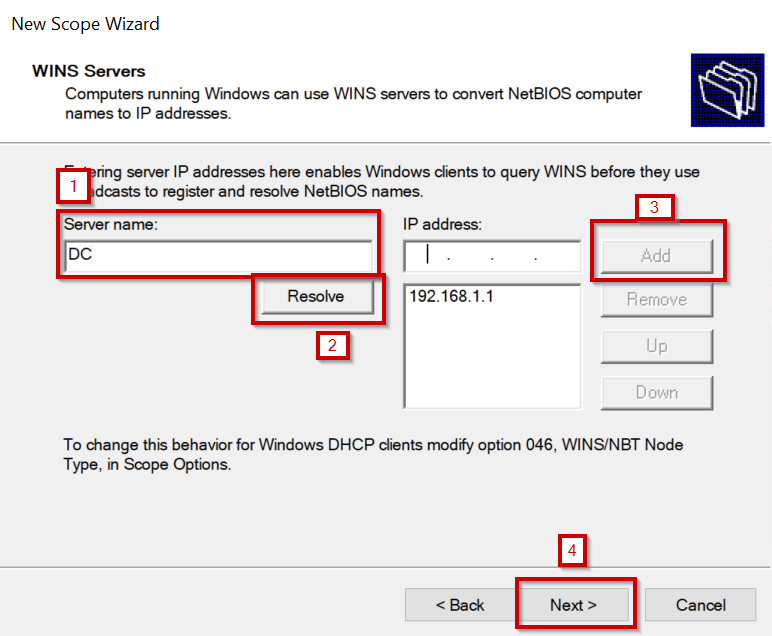 New Scope Wizard
WINS Servers
Computers running Windows can use WINS servers to convert NetBIOS computer
names to IP addresses.
tering server IP addresses here enables Windows clients to query WINS before they use
adcasts to register and resolve NetBIOS names.
1
Server name:
IP address:
3
DC
. . .
Add
Resolve
192.168.1.1
Remove
2
Up
Down
To change this behavior for Windows DHCP clients modify option 046, WINS/NBT Node
Type, in Scope Options.
4
< Back
Next >
Cancel